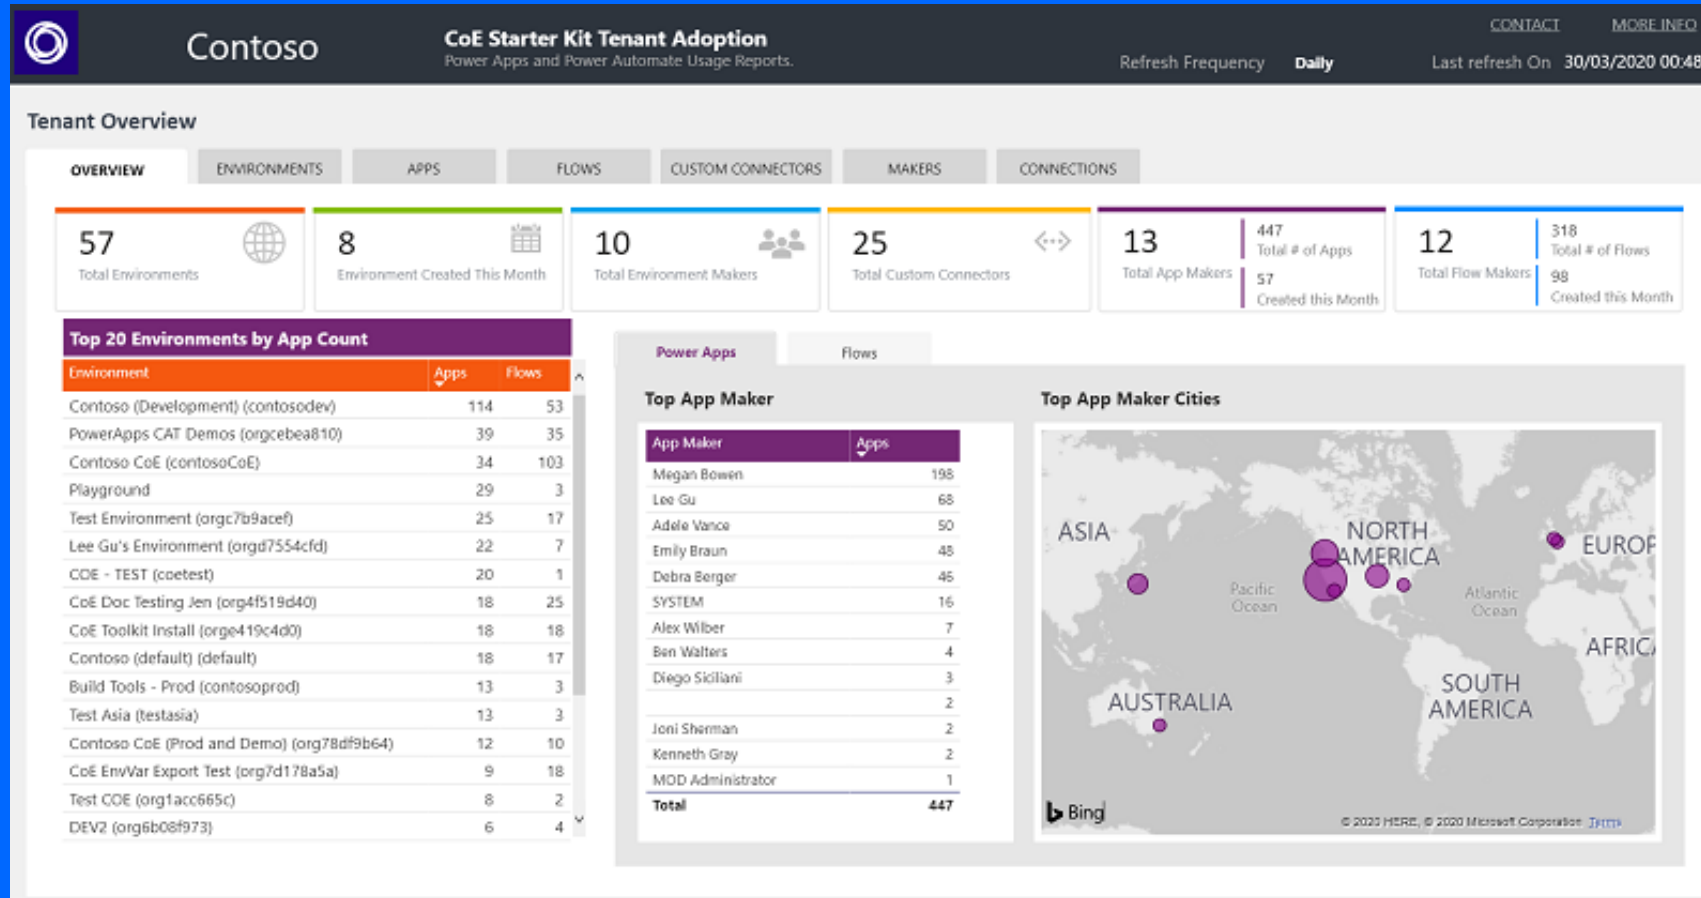 Contoso
CoE Starter Kit Tenant Adoption
Power Apps and Power Automate Usage Reports.
CONTACT MORE INFO
Refresh Frequency Daily
Last refresh On 30/03/2020 00:48
Tenant Overview
OVERVIEW ENVIRONMENTS APPS FLOWS CUSTOM CONNECTORS MAKERS CONNECTIONS
57
Total Environments
8
Environment Created This Month
10
Total Environment Makers
25
Total Custom Connectors
13
Total App Makers
447
Total # of Apps
57
Created this Month
12
Total Flow Makers
318
Total # of Flows
98
Created this Month
Top 20 Environments by App Count
Environment Apps Flows
Contoso (Development) (contosodev) 114 53
PowerApps CAT Demos (orgcebea810) 39 35
Contoso CoE (contosoCoE) 34 103
Playground 29 3
Test Environment (orgc7b9acef) 25 17
Lee Gu's Environment (orgd7554cfd) 22 7
COE - TEST (coetest) 20 1
CoE Doc Testing Jen (org4f519d40) 18 25
CoE Toolkit Install (orge419c4d0) 18 18
Contoso (default) (default) 18 17
Build Tools - Prod (contosoprod) 13 3
Test Asia (testasia) 13 3
Contoso CoE (Prod and Demo) (org78df9b64) 12 10
CoE EnvVar Export Test (org7d178a5a) 9 18
Test COE (org1acc665c) 8 2
DEV2 (org6b08f973) 6 4
Power Apps Flows
Top App Maker
App Maker Apps
Megan Bowen 198
Lee Gu 68
Adele Vance 50
Emily Braun 48
Debra Berger 46
SYSTEM 16
Alex Wilber 7
Ben Walters 4
Diego Siciliani 3
2
Joni Sherman 2
Kenneth Gray 2
MOD Administrator 1
Total 447
Top App Maker Cities
ASIA
NORTH
AMERICA
EUROP
Pacific
Ocean
Atlantic
Ocean
AFRICA
SOUTH
AMERICA
AUSTRALIA
Bing
© 2020 HERE, © 2020 Microsoft Corporation Terms